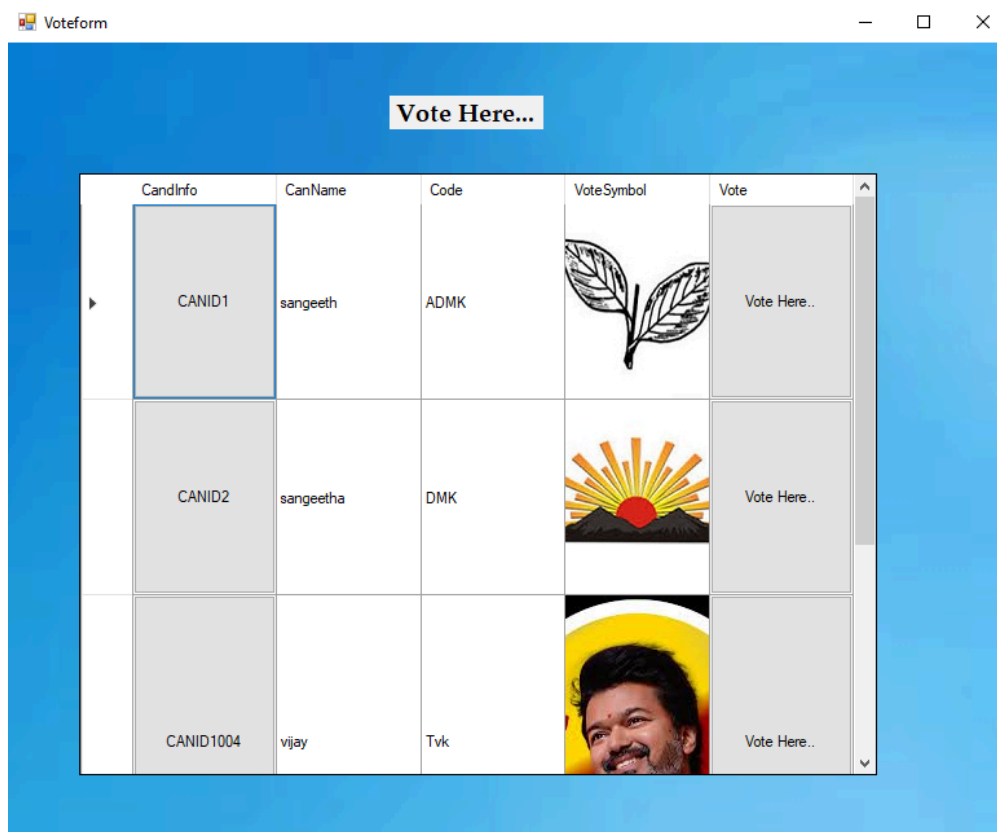 Voteform
Vote Here...
CandInfo CanName Code VoteSymbol Vote
CANID1 sangeeth ADMK Vote Here..
CANID2 sangeetha DMK Vote Here..
CANID1004 vijay Tvk Vote Here..